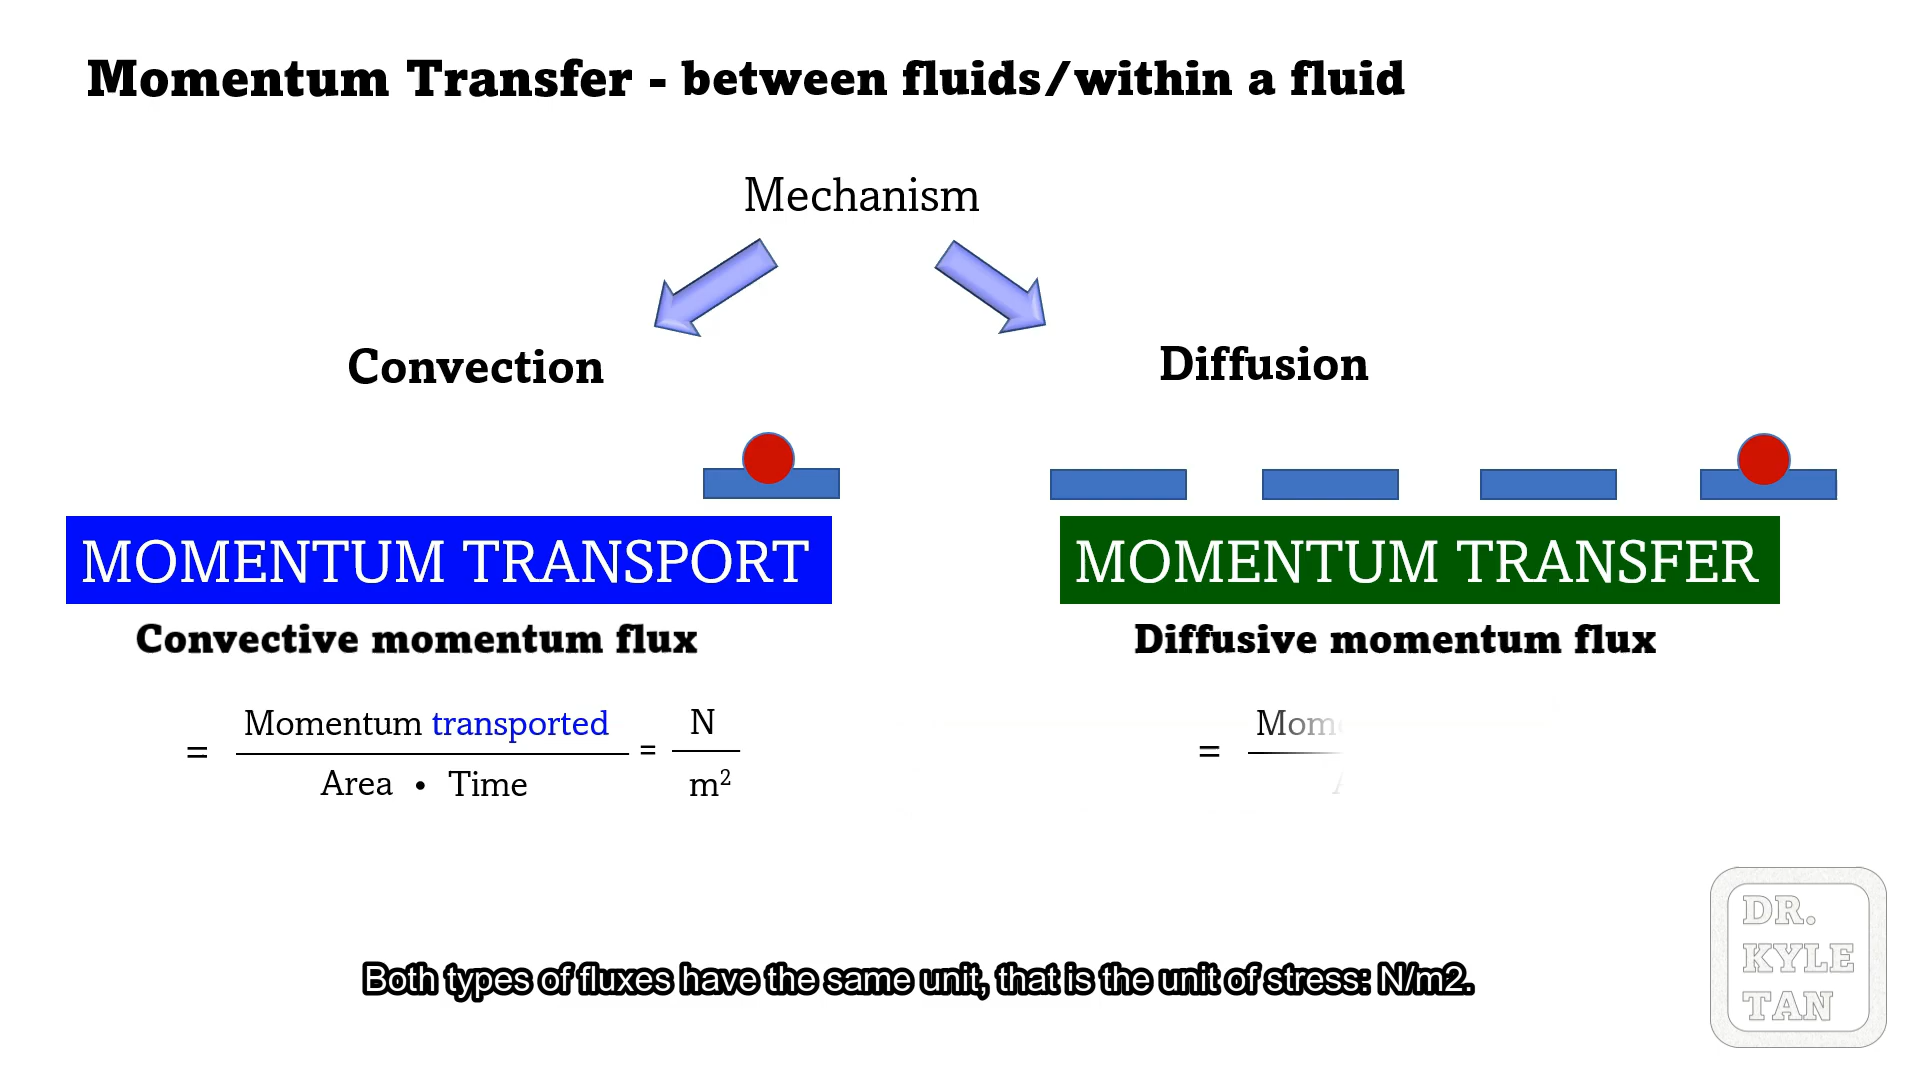 Momentum Transfer - between fluids/within a fluid
Mechanism
Convection
Diffusion
MOMENTUM TRANSPORT
MOMENTUM TRANSFER
Convective momentum flux
Diffusive momentum flux
= Momentum transported = N
Area • Time m²
=
DR.
KYLE
TAN
Both types of fluxes have the same unit, that is the unit of stress: N/m2.